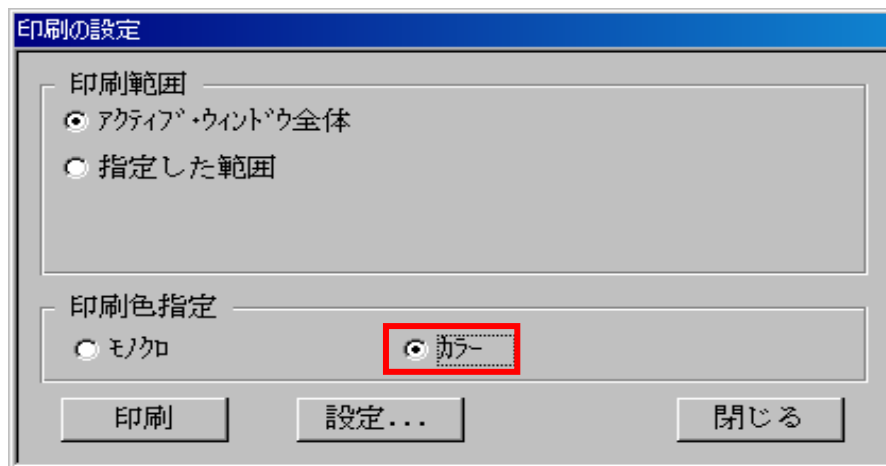 印刷の設定
印刷範囲
ｱｸﾃｨﾌﾞ･ｳｨﾝﾄﾞｳ全体
指定した範囲
印刷色指定
ﾓﾉｸﾛ ｶﾗｰ
印刷 設定... 閉じる